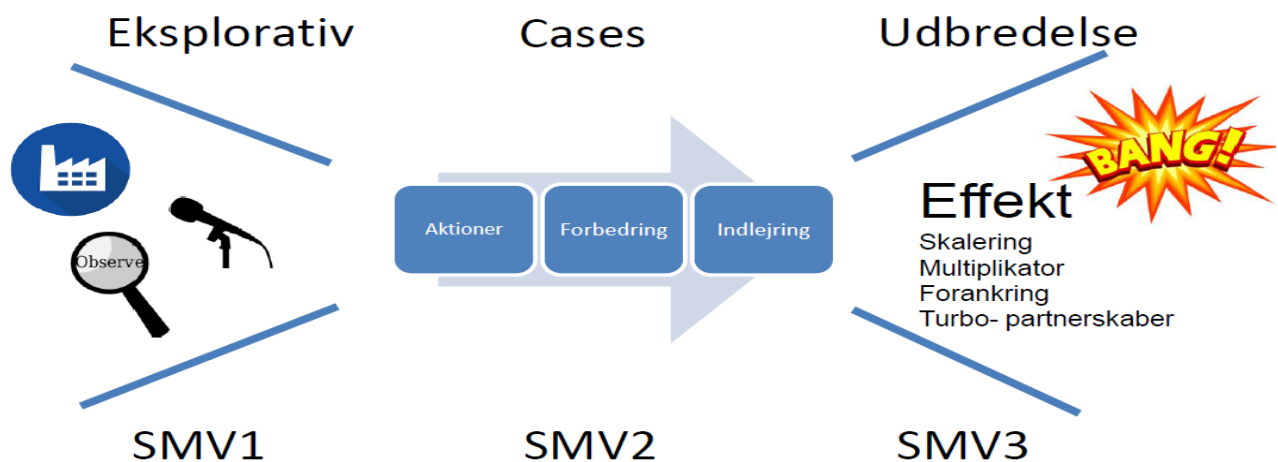 Eksplorativ
Cases
Udbredelse
Observe
Aktioner
Forbedring
Indlejring
BANG!
Effekt
Skalering
Multiplikator
Forankring
Turbo- partnerskaber
SMV1
SMV2
SMV3